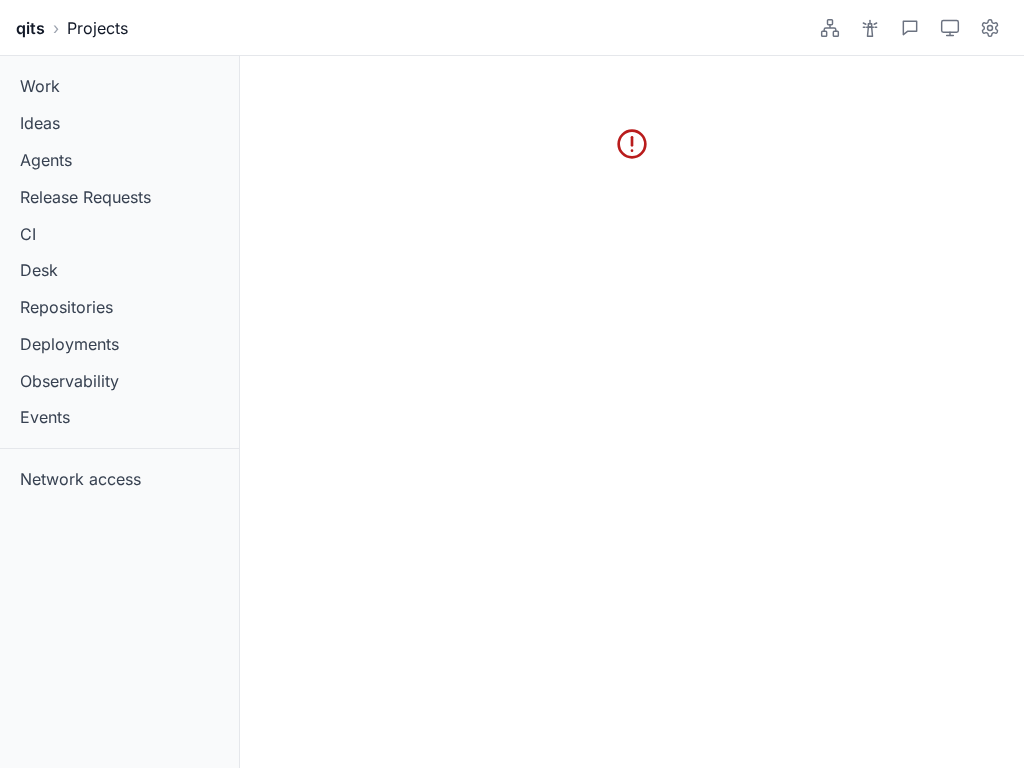 qits › Projects
Work
Ideas
Agents
Release Requests
CI
Desk
Repositories
Deployments
Observability
Events
Network access